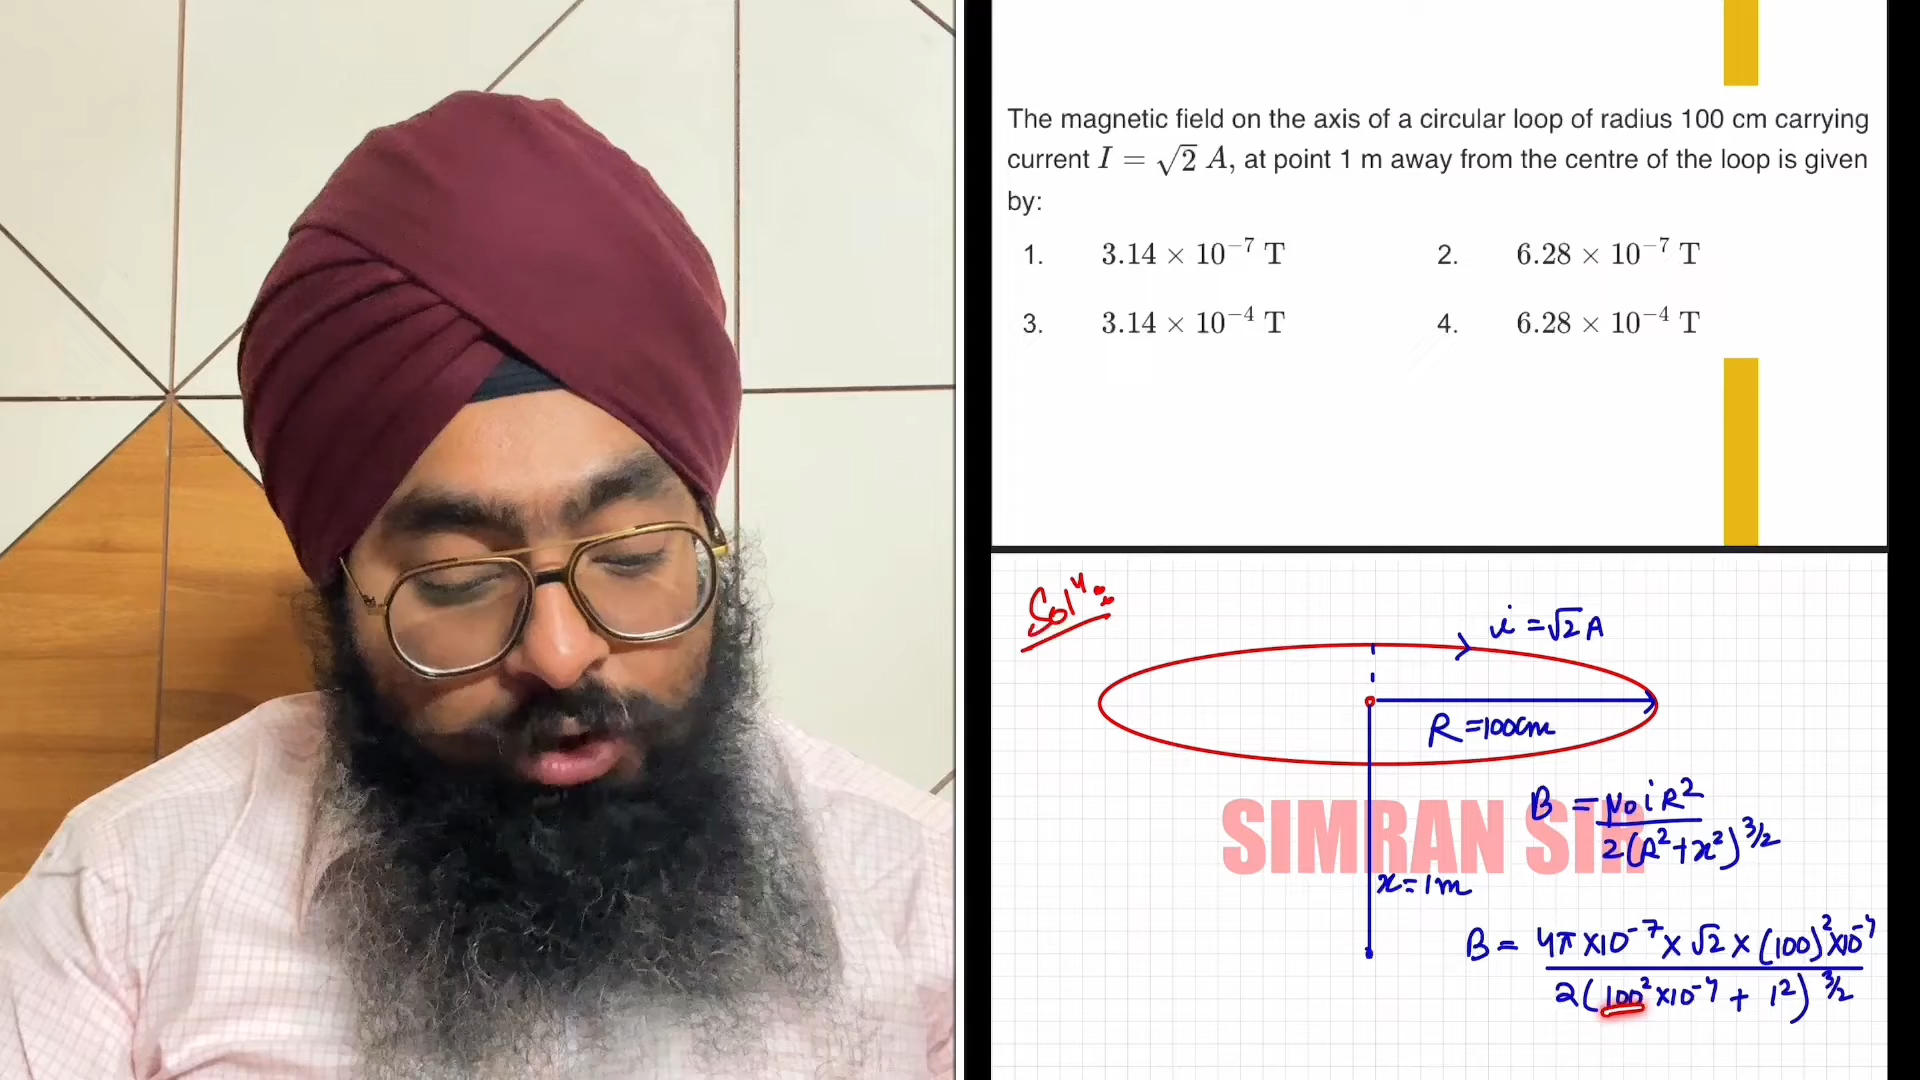 The magnetic field on the axis of a circular loop of radius 100 cm carrying
current I = √2 A, at point 1 m away from the centre of the loop is given
by:
1. 3.14 × 10⁻⁷ T 2. 6.28 × 10⁻⁷ T
3. 3.14 × 10⁻⁴ T 4. 6.28 × 10⁻⁴ T
Solⁿ:
i = √2 A
R = 100cm
B = μ₀ i R² / 2(R² + x²)^3/2
SIMRAN SIR
x = 1m
B = 4π × 10⁻⁷ × √2 × (100)² × 10⁻⁴ / 2(100² × 10⁻⁴ + 1²)^3/2